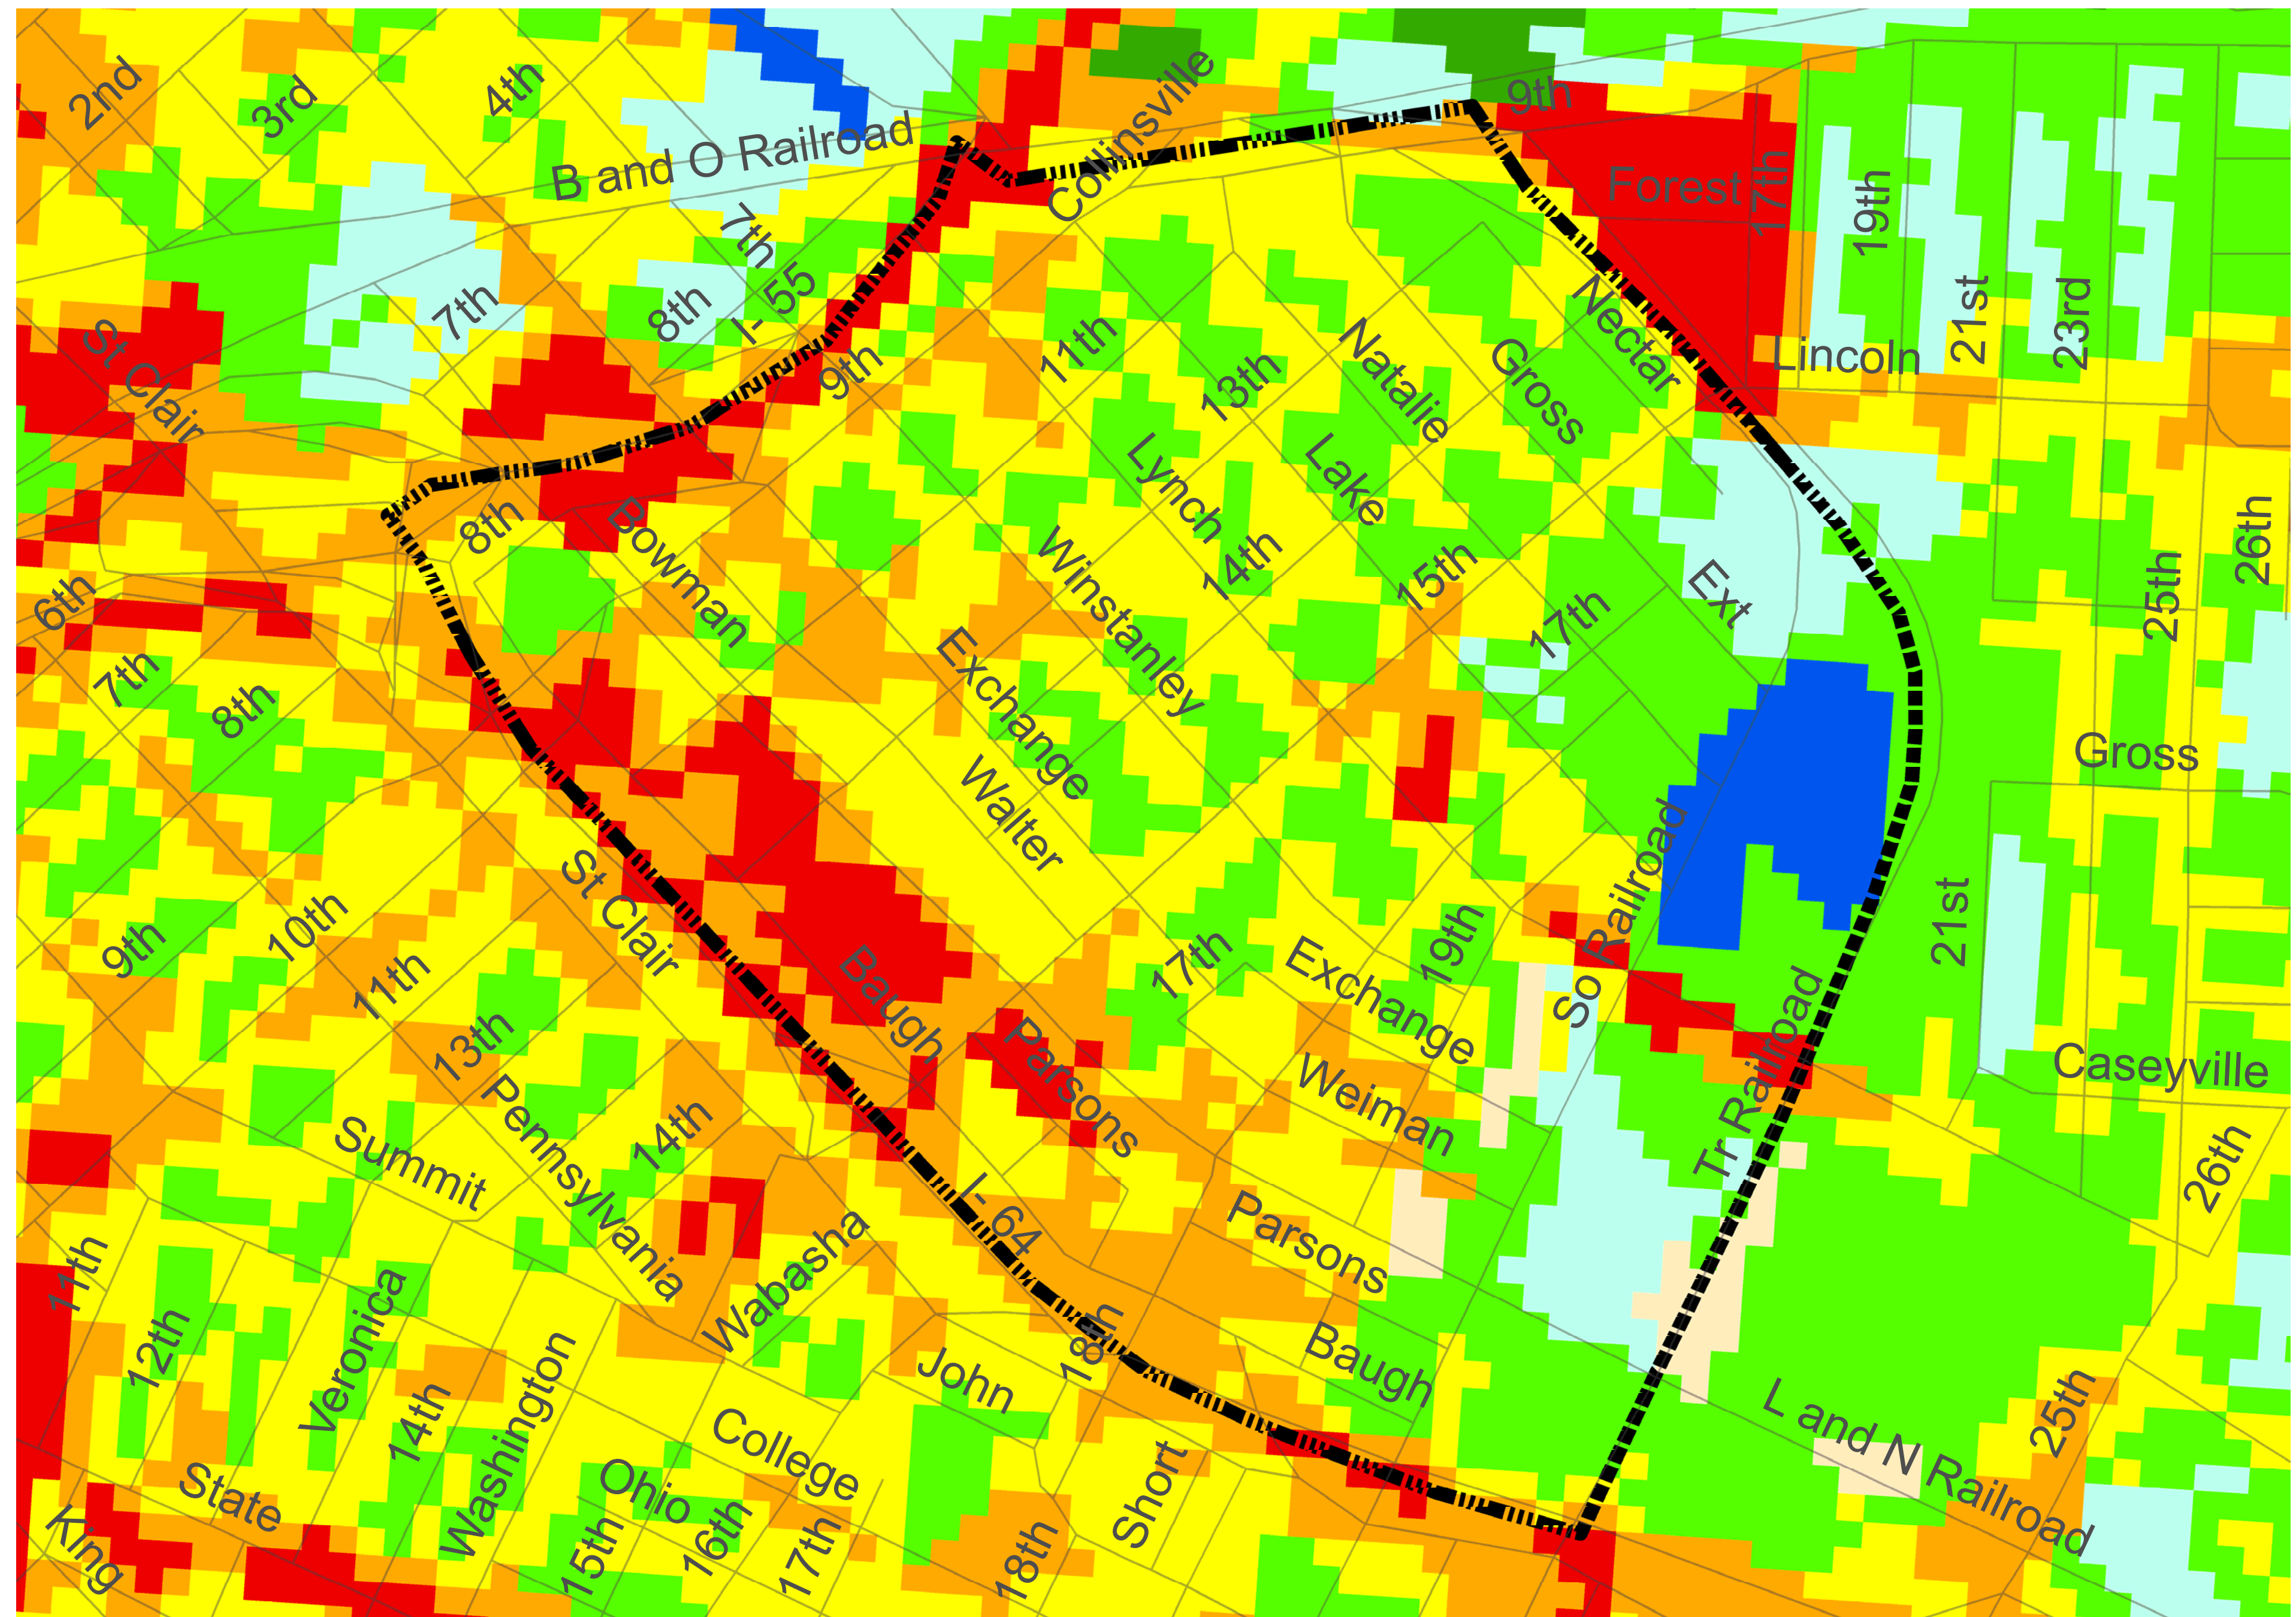 2nd
3rd
4th
Collinsville
9th
B and O Railroad
Forest
17th
19th
7th
I- 55
8th
7th
21st
23rd
St Clair
9th
11th
13th
Natalie
Gross
Nectar
Lincoln
Lynch
Lake
8th
Bowman
Winstanley
14th
15th
Ext
17th
25th
26th
6th
7th
8th
Exchange
Exchange
Walter
Gross
So Railroad
St Clair
9th
10th
11th
13th
Baugh
Parsons
17th
Exchange
19th
Weiman
21st
Tr Railroad
Caseyville
26th
Summit
Pennsylvania
14th
Wabasha
I- 64
Parsons
11th
12th
Veronica
14th
Washington
John
18th
Baugh
L and N Railroad
25th
College
Ohio
State
King
15th
16th
17th
18th
Short